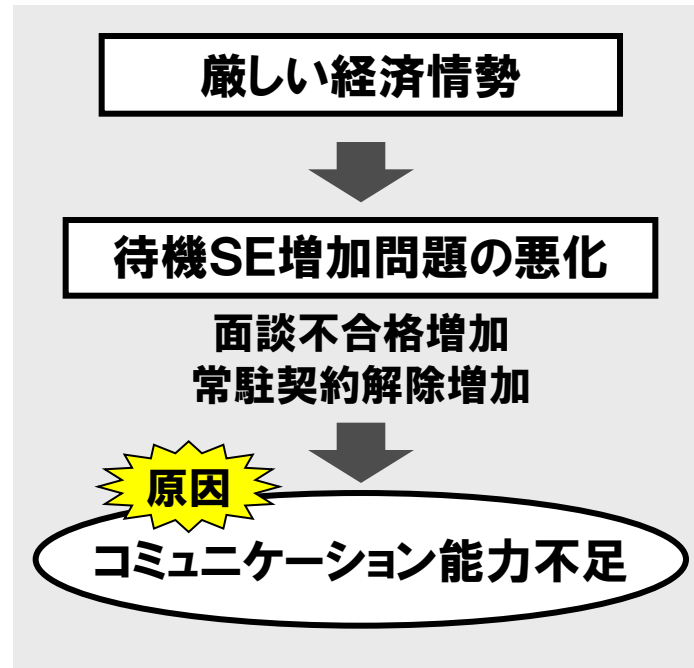 厳しい経済情勢
待機SE増加問題の悪化
面談不合格増加
常駐契約解除増加
原因
コミュニケーション能力不足